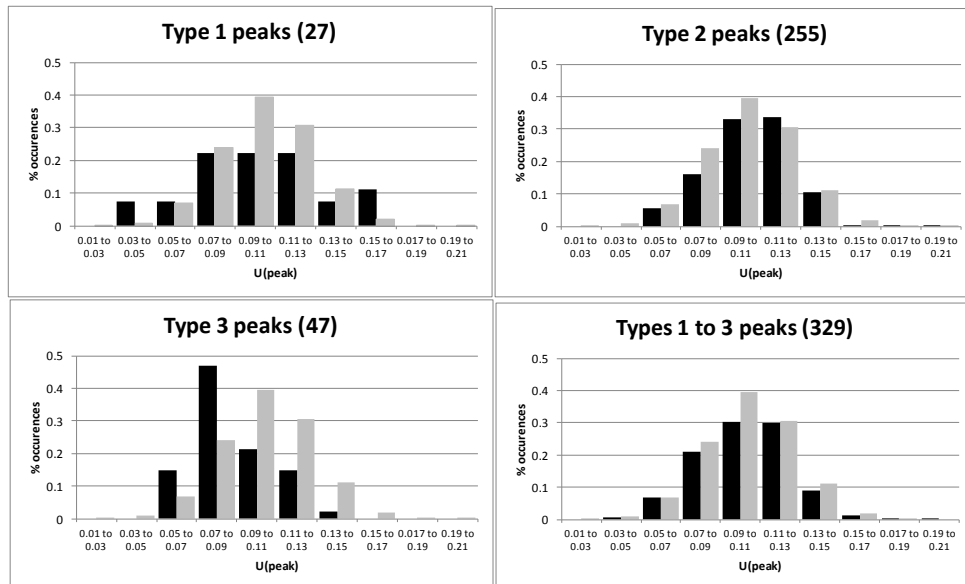 Type 1 peaks (27)
% occurences
0.5
0.4
0.3
0.2
0.1
0
0.01 to 0.03 to 0.05 to 0.07 to 0.09 to 0.11 to 0.13 to 0.15 to 0.017 to 0.19 to
0.03 0.05 0.07 0.09 0.11 0.13 0.15 0.17 0.19 0.21
U(peak)
Type 2 peaks (255)
% occurences
0.5
0.4
0.3
0.2
0.1
0
0.01 to 0.03 to 0.05 to 0.07 to 0.09 to 0.11 to 0.13 to 0.15 to 0.017 to 0.19 to
0.03 0.05 0.07 0.09 0.11 0.13 0.15 0.17 0.19 0.21
U(peak)
Type 3 peaks (47)
% occurences
0.5
0.4
0.3
0.2
0.1
0
0.01 to 0.03 to 0.05 to 0.07 to 0.09 to 0.11 to 0.13 to 0.15 to 0.017 to 0.19 to
0.03 0.05 0.07 0.09 0.11 0.13 0.15 0.17 0.19 0.21
U(peak)
Types 1 to 3 peaks (329)
% occurences
0.5
0.4
0.3
0.2
0.1
0
0.01 to 0.03 to 0.05 to 0.07 to 0.09 to 0.11 to 0.13 to 0.15 to 0.017 to 0.19 to
0.03 0.05 0.07 0.09 0.11 0.13 0.15 0.17 0.19 0.21
U(peak)